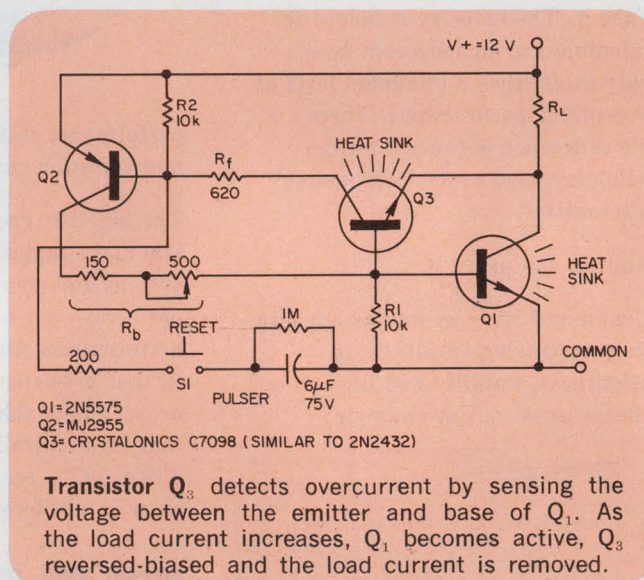 V+=12 V
R2
10k
RL
HEAT SINK
Q2
Rf
620
Q3
HEAT
SINK
150
500
Q1
R1
10k
Rb
RESET
1M
COMMON
200
S1
PULSER
6µF
75V
Q1=2N5575
Q2=MJ2955
Q3=CRYSTALONICS C7098 (SIMILAR TO 2N2432)
Transistor Q3 detects overcurrent by sensing the
voltage between the emitter and base of Q1. As
the load current increases, Q1 becomes active, Q3
reversed-biased and the load current is removed.